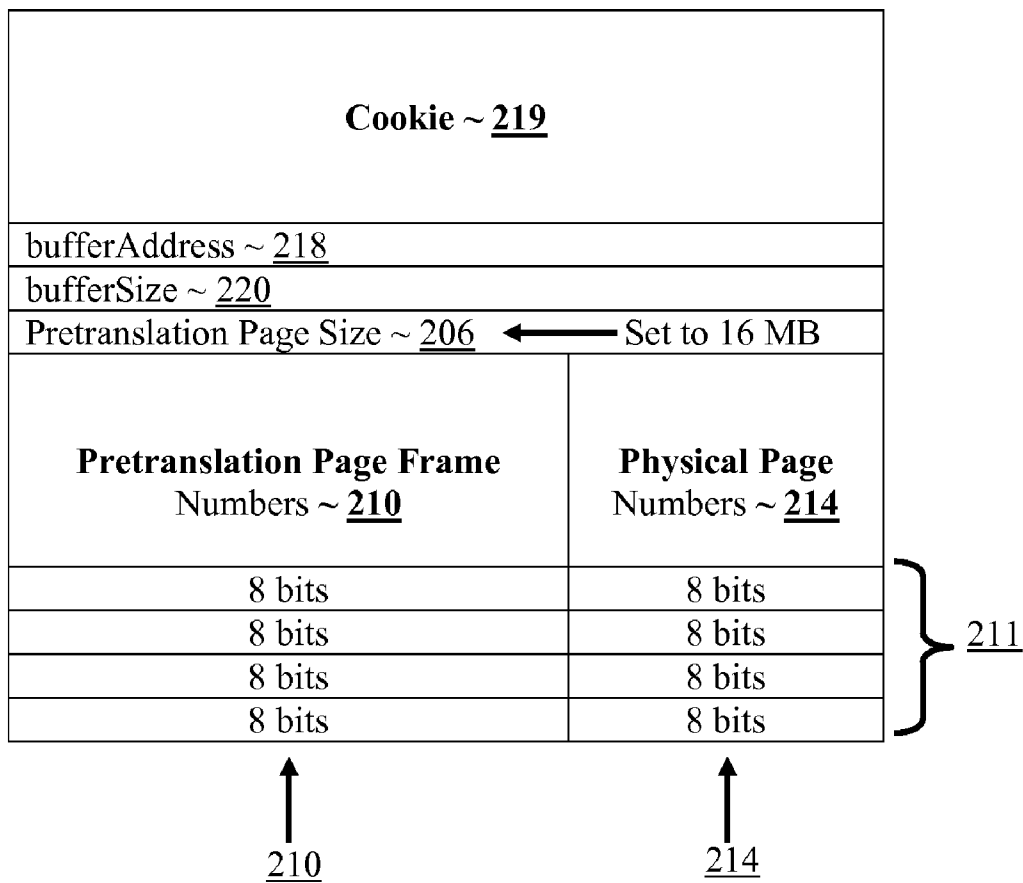 Cookie ~ 219
bufferAddress ~ 218
bufferSize ~ 220
Pretranslation Page Size ~ 206 Set to 16 MB
Pretranslation Page Frame
Numbers ~ 210
Physical Page
Numbers ~ 214
8 bits 8 bits
8 bits 8 bits
8 bits 8 bits
8 bits 8 bits
211
210 214